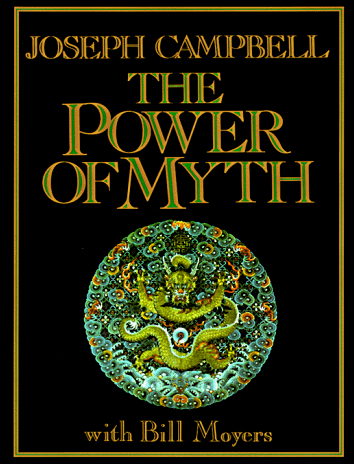 JOSEPH CAMPBELL
THE
POWER
OF MYTH
with Bill Moyers